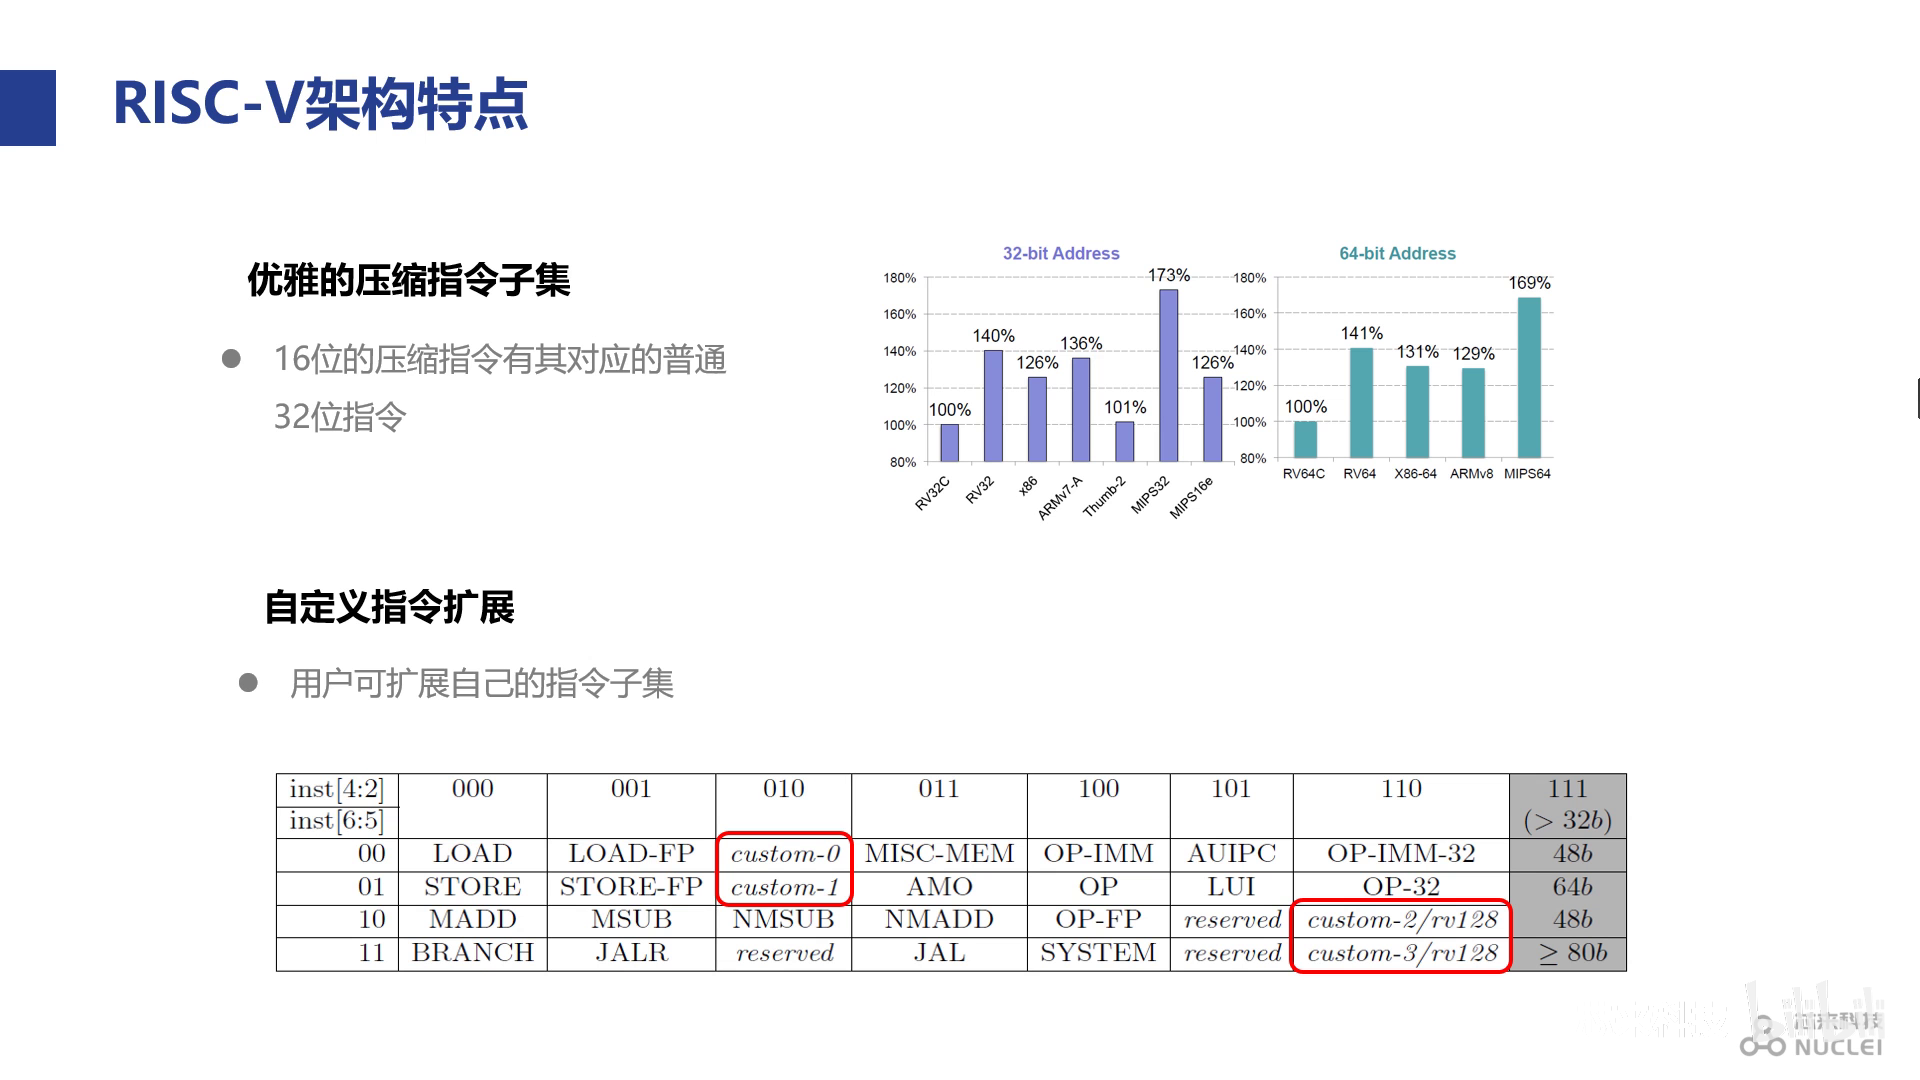 RISC-V架构特点
优雅的压缩指令子集
16位的压缩指令有其对应的普通
32位指令
32-bit Address
180%
160%
140%
120%
100%
80%
100%
140%
126%
136%
101%
173%
126%
RV32C
RV32
x86
ARMv7-A
Thumb-2
MIPS32
MIPS16e
64-bit Address
180%
160%
140%
120%
100%
80%
100%
141%
131%
129%
169%
RV64C RV64 X86-64 ARMv8 MIPS64
自定义指令扩展
用户可扩展自己的指令子集
inst[4:2] 000 001 010 011 100 101 110 111
inst[6:5] (> 32b)
00 LOAD LOAD-FP custom-0 MISC-MEM OP-IMM AUIPC OP-IMM-32 48b
01 STORE STORE-FP custom-1 AMO OP LUI OP-32 64b
10 MADD MSUB NMSUB NMADD OP-FP reserved custom-2/rv128 48b
11 BRANCH JALR reserved JAL SYSTEM reserved custom-3/rv128 ≥ 80b
芯来科技
bilibili
NUCLEI